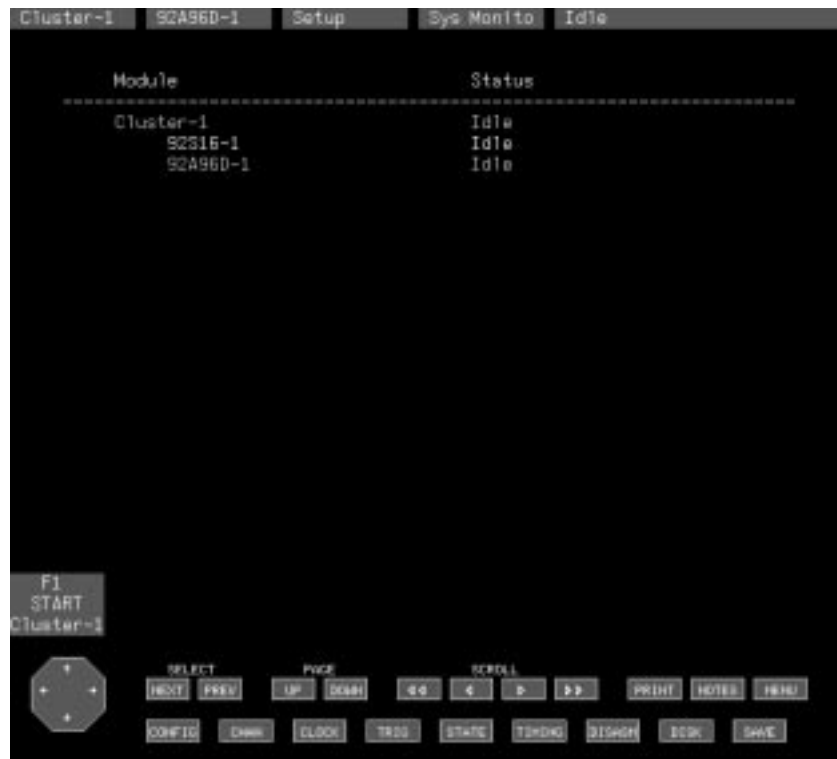 Cluster-1 92A96D-1 Setup Sys Monito Idle
Module Status
Cluster-1 Idle
92S16-1 Idle
92A96D-1 Idle
F1
START
Cluster-1
SELECT PAGE SCROLL
NEXT PREV UP DOWN PRINT NOTES MENU
CONFIG CHAN CLOCK TRIG STATE TIMING DISASM DISK SAVE